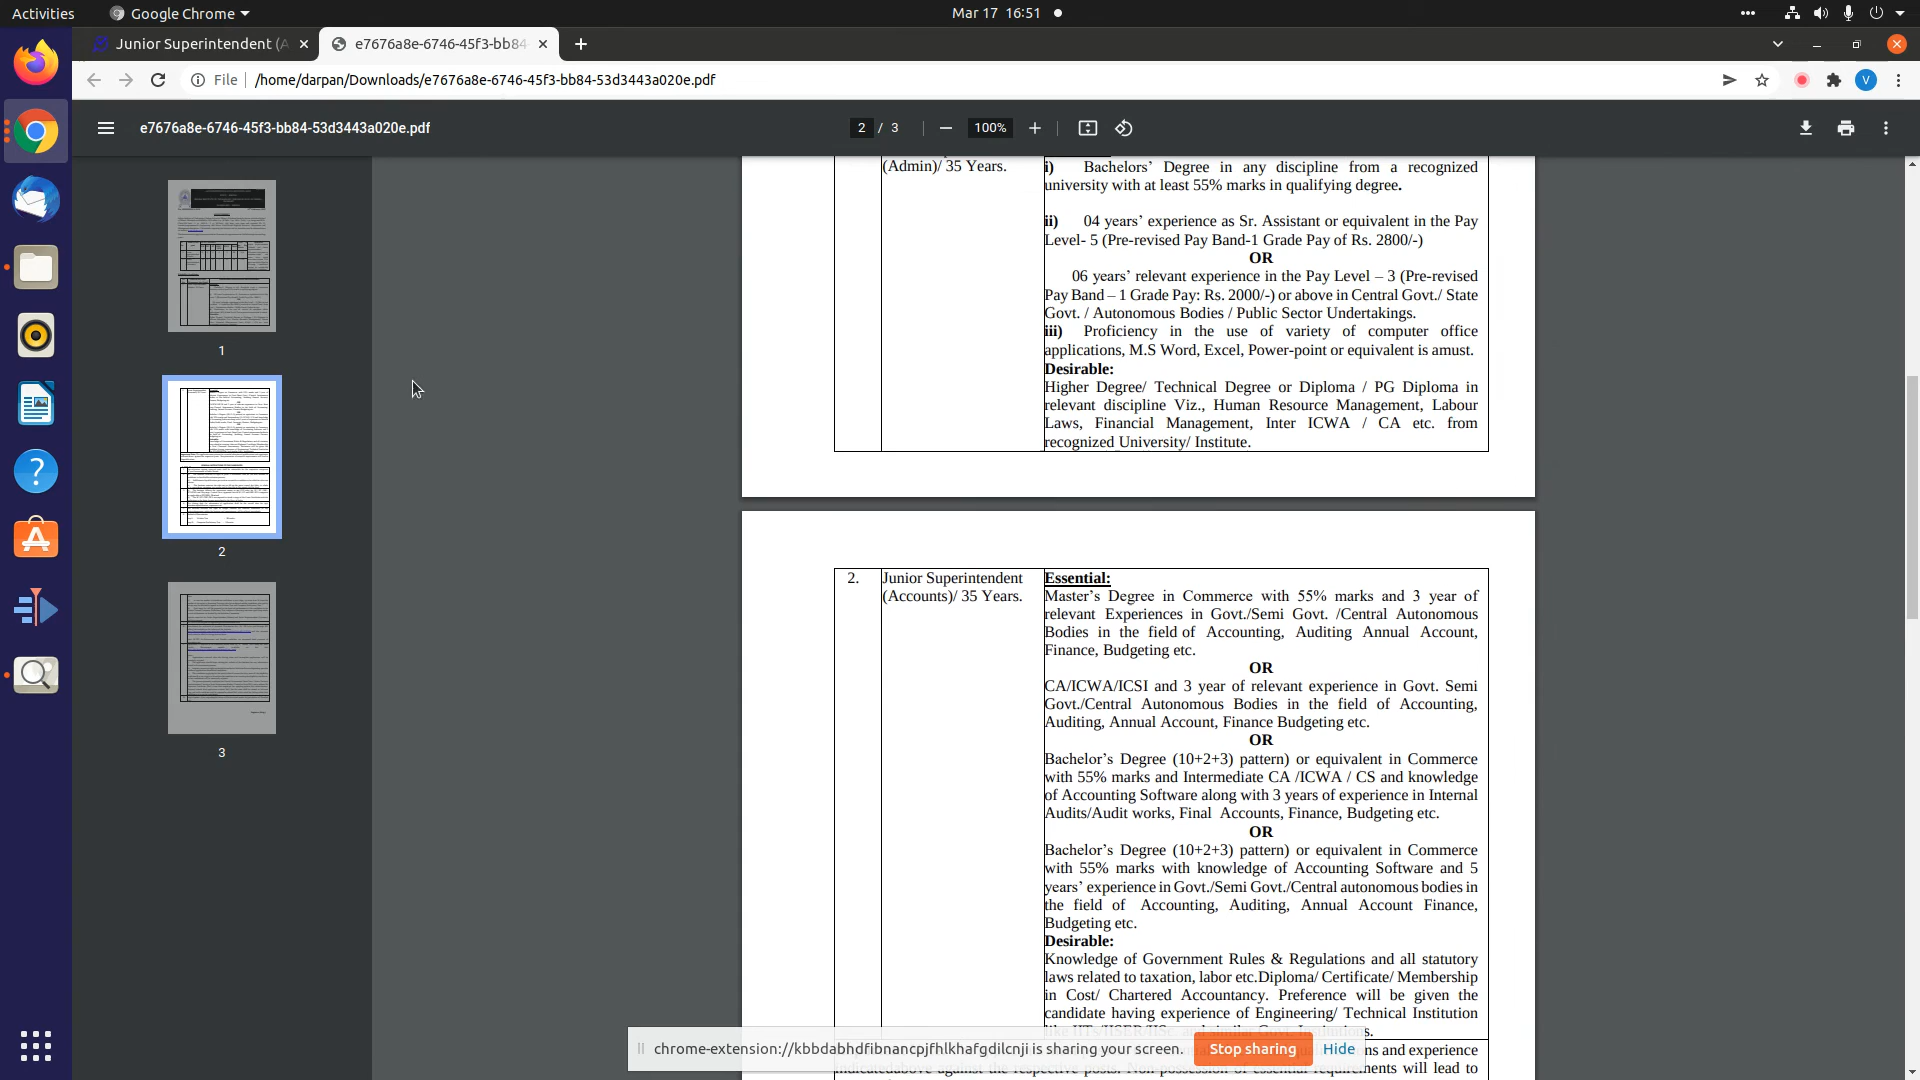 Activities
Google Chrome
Mar 17 16:51
Junior Superintendent (A
e7676a8e-6746-45f3-bb84
File
/home/darpan/Downloads/e7676a8e-6746-45f3-bb84-53d3443a020e.pdf
V
e7676a8e-6746-45f3-bb84-53d3443a020e.pdf
2 / 3
100%
1
2
3
(Admin)/ 35 Years.
i) Bachelors’ Degree in any discipline from a recognized
university with at least 55% marks in qualifying degree.
ii) 04 years’ experience as Sr. Assistant or equivalent in the Pay
Level- 5 (Pre-revised Pay Band-1 Grade Pay of Rs. 2800/-)
OR
06 years’ relevant experience in the Pay Level – 3 (Pre-revised
Pay Band – 1 Grade Pay: Rs. 2000/-) or above in Central Govt./ State
Govt. / Autonomous Bodies / Public Sector Undertakings.
iii) Proficiency in the use of variety of computer office
applications, M.S Word, Excel, Power-point or equivalent is amust.
Desirable:
Higher Degree/ Technical Degree or Diploma / PG Diploma in
relevant discipline Viz., Human Resource Management, Labour
Laws, Financial Management, Inter ICWA / CA etc. from
recognized University/ Institute.
2.
Junior Superintendent
(Accounts)/ 35 Years.
Essential:
Master’s Degree in Commerce with 55% marks and 3 year of
relevant Experiences in Govt./Semi Govt. /Central Autonomous
Bodies in the field of Accounting, Auditing Annual Account,
Finance, Budgeting etc.
OR
CA/ICWA/ICSI and 3 year of relevant experience in Govt. Semi
Govt./Central Autonomous Bodies in the field of Accounting,
Auditing, Annual Account, Finance Budgeting etc.
OR
Bachelor’s Degree (10+2+3) pattern) or equivalent in Commerce
with 55% marks and Intermediate CA /ICWA / CS and knowledge
of Accounting Software along with 3 years of experience in Internal
Audits/Audit works, Final Accounts, Finance, Budgeting etc.
OR
Bachelor’s Degree (10+2+3) pattern) or equivalent in Commerce
with 55% marks with knowledge of Accounting Software and 5
years’ experience in Govt./Semi Govt./Central autonomous bodies in
the field of Accounting, Auditing, Annual Account Finance,
Budgeting etc.
Desirable:
Knowledge of Government Rules & Regulations and all statutory
laws related to taxation, labor etc.Diploma/ Certificate/ Membership
in Cost/ Chartered Accountancy. Preference will be given the
candidate having experience of Engineering/ Technical Institution
chrome-extension://kbbdabhdfibnancpjfhlkhafgdilcnji is sharing your screen.
Stop sharing
Hide
and experience
will lead to